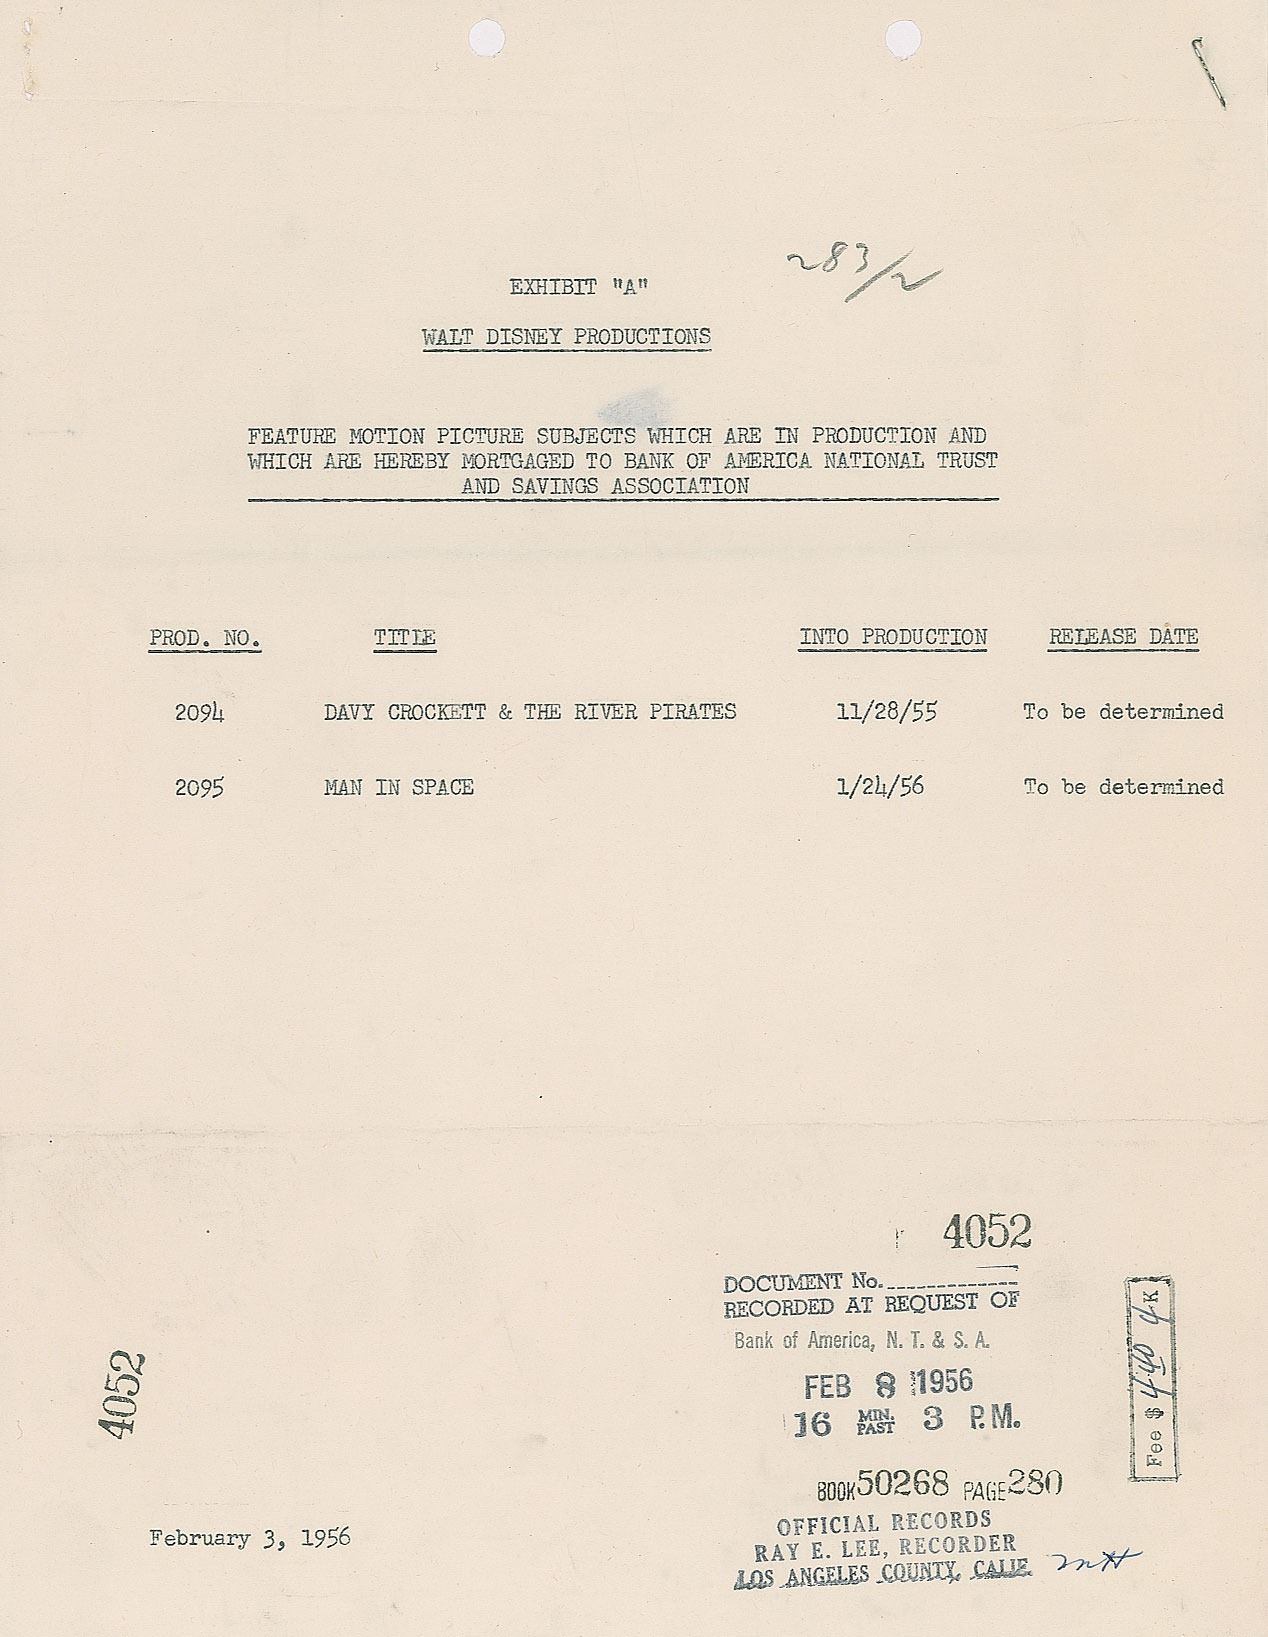 283/2
EXHIBIT "A"
WALT DISNEY PRODUCTIONS
FEATURE MOTION PICTURE SUBJECTS WHICH ARE IN PRODUCTION AND
WHICH ARE HEREBY MORTGAGED TO BANK OF AMERICA NATIONAL TRUST
AND SAVINGS ASSOCIATION
PROD. NO. TITLE INTO PRODUCTION RELEASE DATE
2094 DAVY CROCKETT & THE RIVER PIRATES 11/28/55 To be determined
2095 MAN IN SPACE 1/24/56 To be determined
4052
DOCUMENT No.
RECORDED AT REQUEST OF
Bank of America, N. T. & S. A.
FEB 8 1956
16 MIN. PAST 3 P.M.
BOOK 50268 PAGE 280
OFFICIAL RECORDS
RAY E. LEE, RECORDER
LOS ANGELES COUNTY, CALIF.
Fee $ 4.40 4 K
4052
February 3, 1956